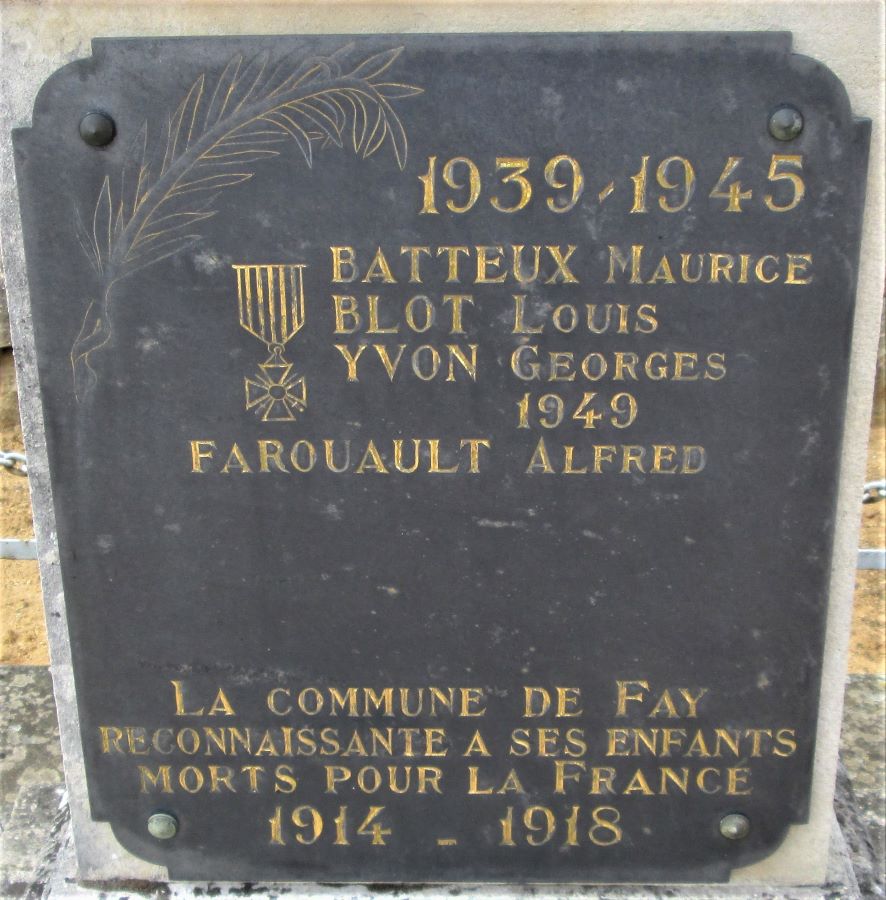 1939-1945
BATTEUX MAURICE
BLOT LOUIS
YVON GEORGES
1949
FAROUAULT ALFRED
LA COMMUNE DE FAY
RECONNAISSANTE A SES ENFANTS
MORTS POUR LA FRANCE
1914 - 1918